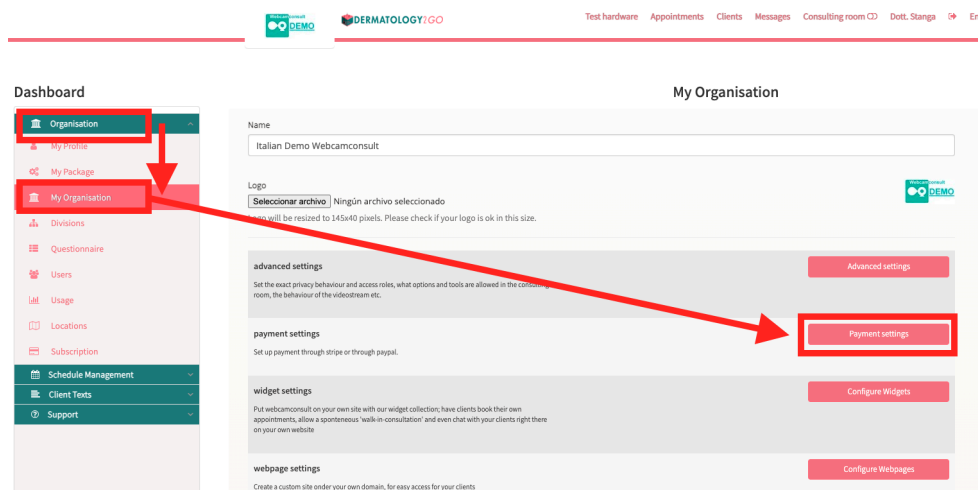 Webcamconsult
DEMO
DERMATOLOGY2GO
Test hardware Appointments Clients Messages Consulting room Dott. Stanga En
Dashboard
My Organisation
Organisation
My Profile
My Package
My Organisation
Divisions
Questionnaire
Users
Usage
Locations
Subscription
Schedule Management
Client Texts
Support
Name
Italian Demo Webcamconsult
Logo
Seleccionar archivo Ningún archivo seleccionado
Logo will be resized to 145x40 pixels. Please check if your logo is ok in this size.
Webcamconsult
DEMO
advanced settings
Advanced settings
Set the exact privacy behaviour and access roles, what options and tools are allowed in the consulting
room, the behaviour of the videostream etc.
payment settings
Payment settings
Set up payment through stripe or through paypal.
widget settings
Configure Widgets
Put webcamconsult on your own site with our widget collection; have clients book their own
appointments, allow a sponteneous 'walk-in-consultation' and even chat with your clients right there
on your own website
webpage settings
Configure Webpages
Create a custom site onder your own domain, for easy access for your clients